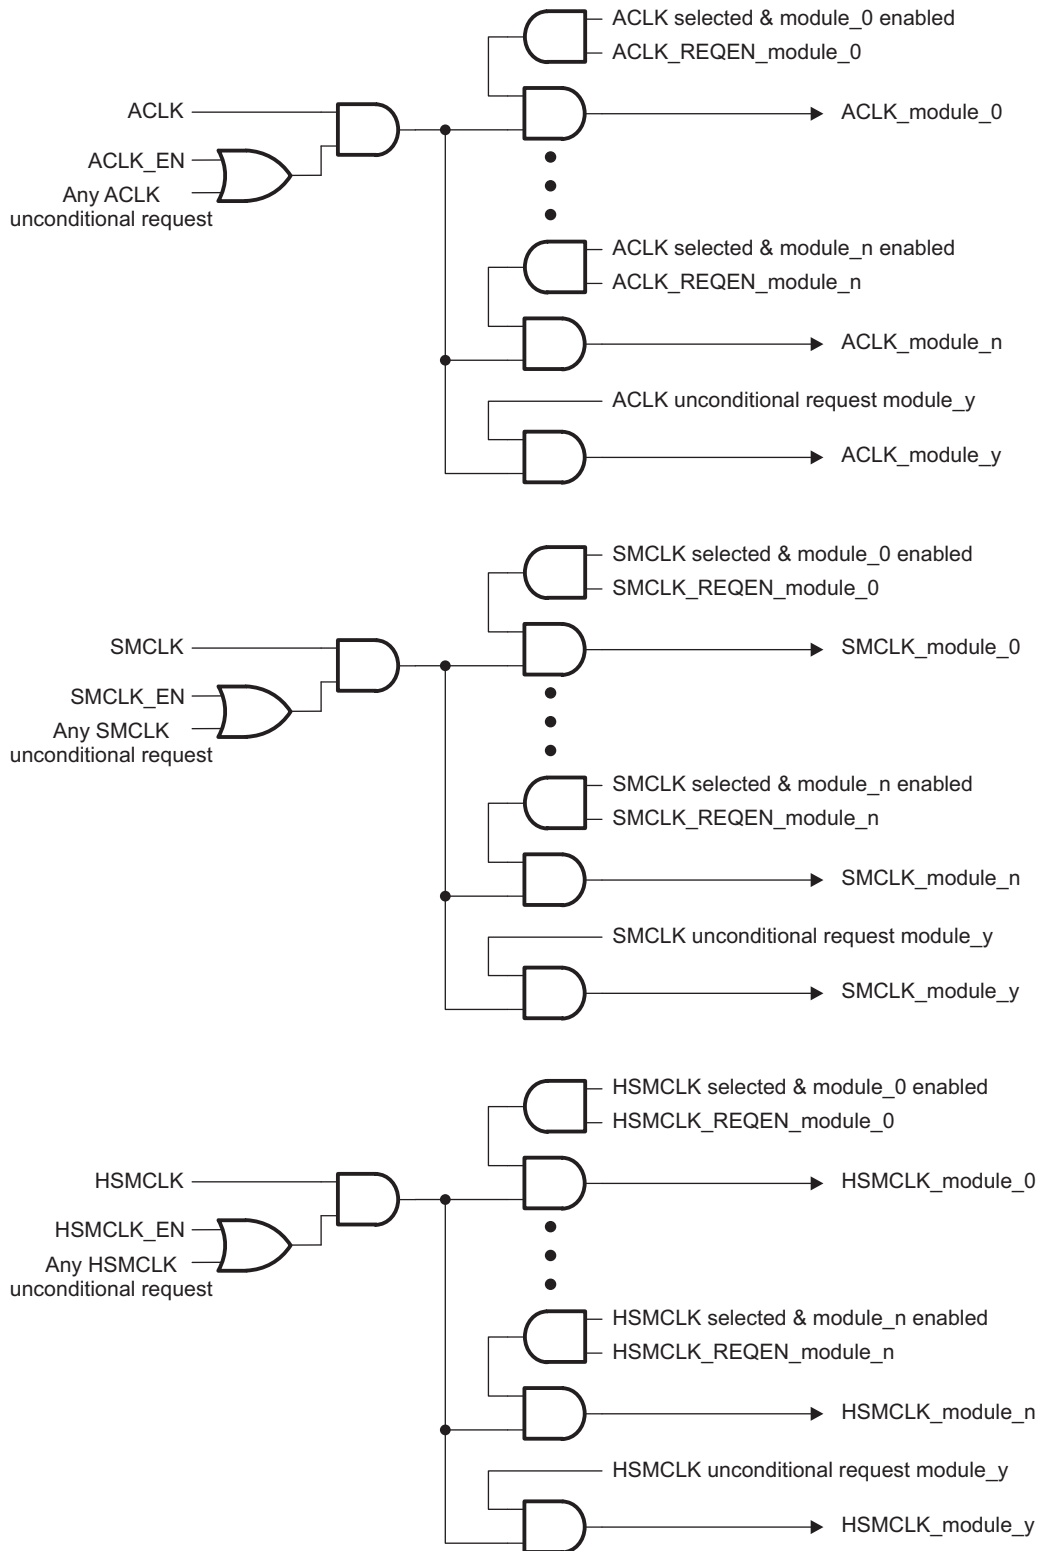 ACLK selected & module_0 enabled
ACLK_REQEN_module_0
ACLK
ACLK_module_0
ACLK_EN
Any ACLK
unconditional request
ACLK selected & module_n enabled
ACLK_REQEN_module_n
ACLK_module_n
ACLK unconditional request module_y
ACLK_module_y
SMCLK selected & module_0 enabled
SMCLK_REQEN_module_0
SMCLK
SMCLK_module_0
SMCLK_EN
Any SMCLK
unconditional request
SMCLK selected & module_n enabled
SMCLK_REQEN_module_n
SMCLK_module_n
SMCLK unconditional request module_y
SMCLK_module_y
HSMCLK selected & module_0 enabled
HSMCLK_REQEN_module_0
HSMCLK
HSMCLK_module_0
HSMCLK_EN
Any HSMCLK
unconditional request
HSMCLK selected & module_n enabled
HSMCLK_REQEN_module_n
HSMCLK_module_n
HSMCLK unconditional request module_y
HSMCLK_module_y